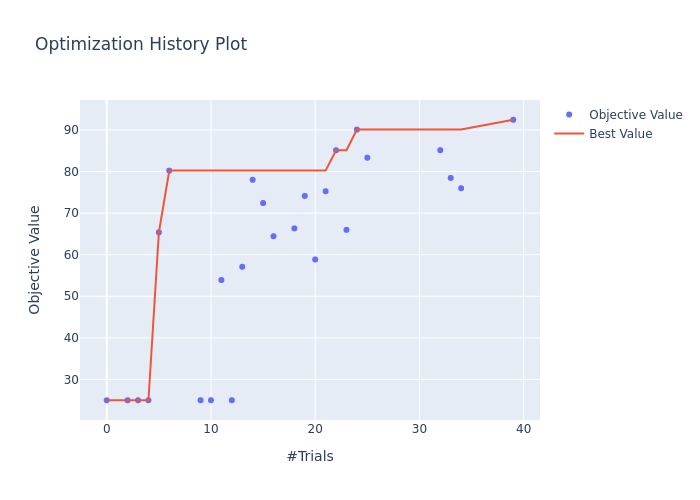 Optimization History Plot
Objective Value
Best Value
90
80
70
60
50
40
30
Objective Value
0 10 20 30 40
#Trials